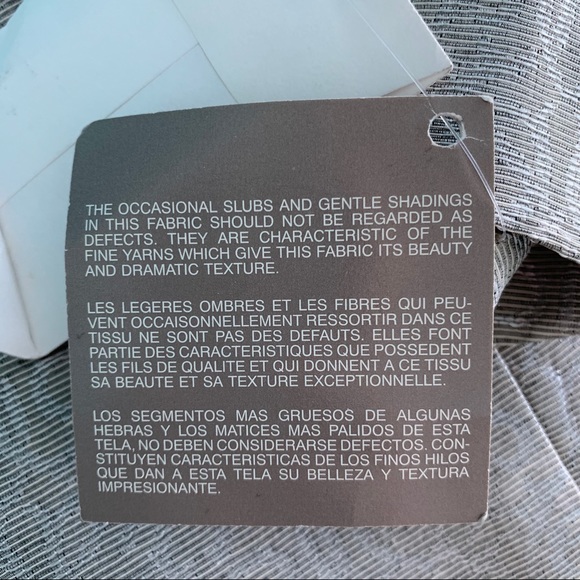 THE OCCASIONAL SLUBS AND GENTLE SHADINGS
IN THIS FABRIC SHOULD NOT BE REGARDED AS
DEFECTS. THEY ARE CHARACTERISTIC OF THE
FINE YARNS WHICH GIVE THIS FABRIC ITS BEAUTY
AND DRAMATIC TEXTURE.
LES LEGERES OMBRES ET LES FIBRES QUI PEU-
VENT OCCAISONNELLEMENT RESSORTIR DANS CE
TISSU NE SONT PAS DES DEFAUTS. ELLES FONT
PARTIE DES CARACTERISTIQUES QUE POSSEDENT
LES FILS DE QUALITE ET QUI DONNENT A CE TISSU
SA BEAUTE ET SA TEXTURE EXCEPTIONNELLE.
LOS SEGMENTOS MAS GRUESOS DE ALGUNAS
HEBRAS Y LOS MATICES MAS PALIDOS DE ESTA
TELA, NO DEBEN CONSIDERARSE DEFECTOS. CON-
STITUYEN CARACTERISTICAS DE LOS FINOS HILOS
QUE DAN A ESTA TELA SU BELLEZA Y TEXTURA
IMPRESIONANTE.